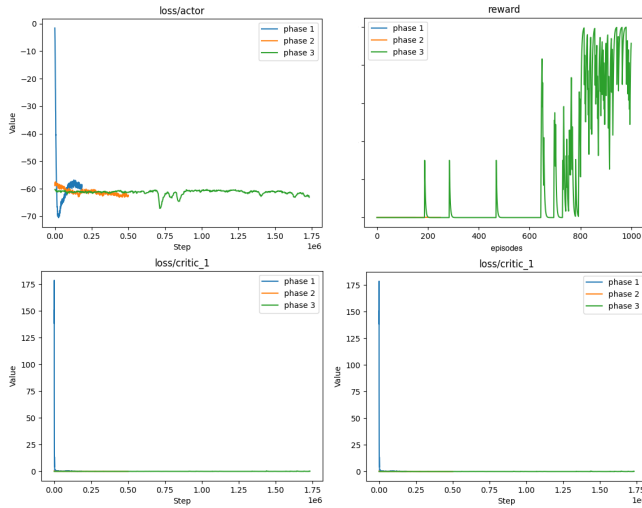 loss/actor
phase 1
phase 2
phase 3
0
−10
−20
−30
−40
−50
−60
−70
Value
0.00 0.25 0.50 0.75 1.00 1.25 1.50 1.75
Step
1e6
reward
phase 1
phase 2
phase 3
0 200 400 600 800 1000
episodes
loss/critic_1
phase 1
phase 2
phase 3
175
150
125
100
75
50
25
0
Value
0.00 0.25 0.50 0.75 1.00 1.25 1.50 1.75
Step
1e6
loss/critic_1
phase 1
phase 2
phase 3
175
150
125
100
75
50
25
0
Value
0.00 0.25 0.50 0.75 1.00 1.25 1.50 1.75
Step
1e6